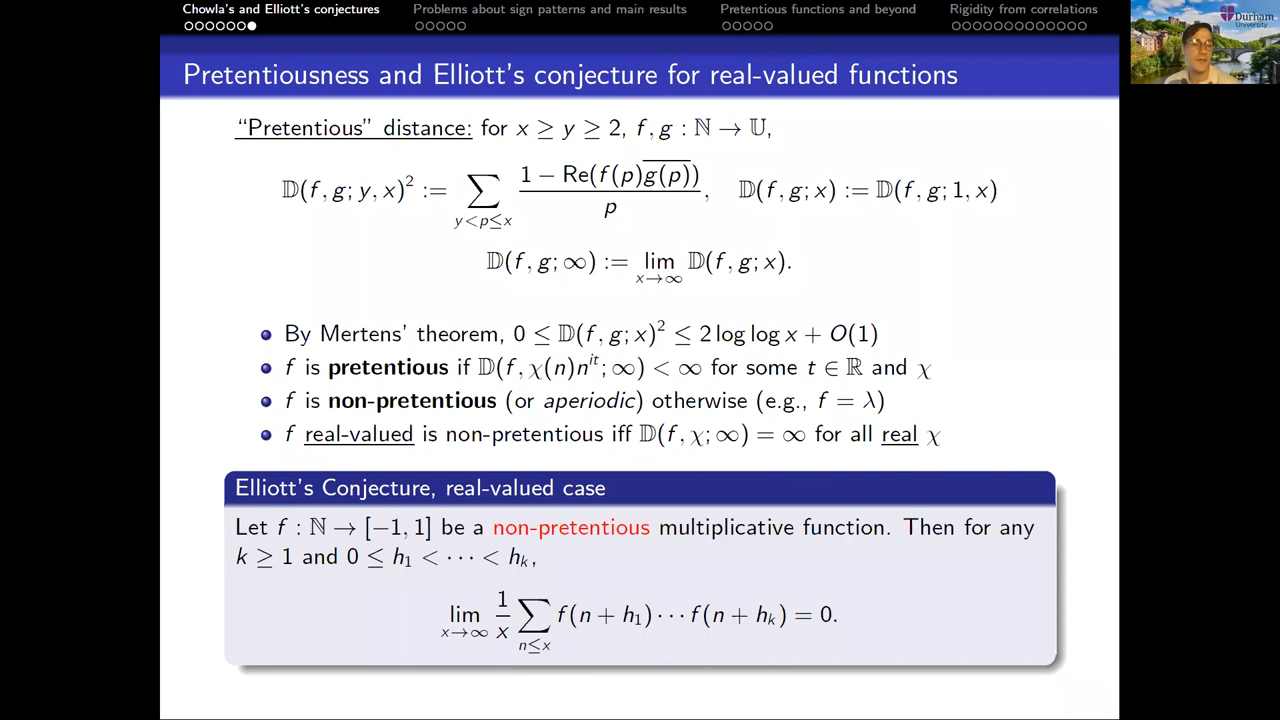 Chowla's and Elliott's conjectures
Problems about sign patterns and main results
Pretentious functions and beyond
Rigidity from correlations
Durham
University
Pretentiousness and Elliott's conjecture for real-valued functions
"Pretentious" distance: for x ≥ y ≥ 2, f, g : ℕ → 𝕌,
𝔻(f, g; y, x)² := ∑_{y<p≤x} (1 − Re(f(p)\overline{g(p)}))/p, 𝔻(f, g; x) := 𝔻(f, g; 1, x)
𝔻(f, g; ∞) := lim_{x→∞} 𝔻(f, g; x).
By Mertens' theorem, 0 ≤ 𝔻(f, g; x)² ≤ 2 log log x + O(1)
f is pretentious if 𝔻(f, χ(n)n^{it}; ∞) < ∞ for some t ∈ ℝ and χ
f is non-pretentious (or aperiodic) otherwise (e.g., f = λ)
f real-valued is non-pretentious iff 𝔻(f, χ; ∞) = ∞ for all real χ
Elliott's Conjecture, real-valued case
Let f : ℕ → [−1, 1] be a non-pretentious multiplicative function. Then for any
k ≥ 1 and 0 ≤ h₁ < ⋯ < hₖ,
lim_{x→∞} 1/x ∑_{n≤x} f(n + h₁) ⋯ f(n + hₖ) = 0.